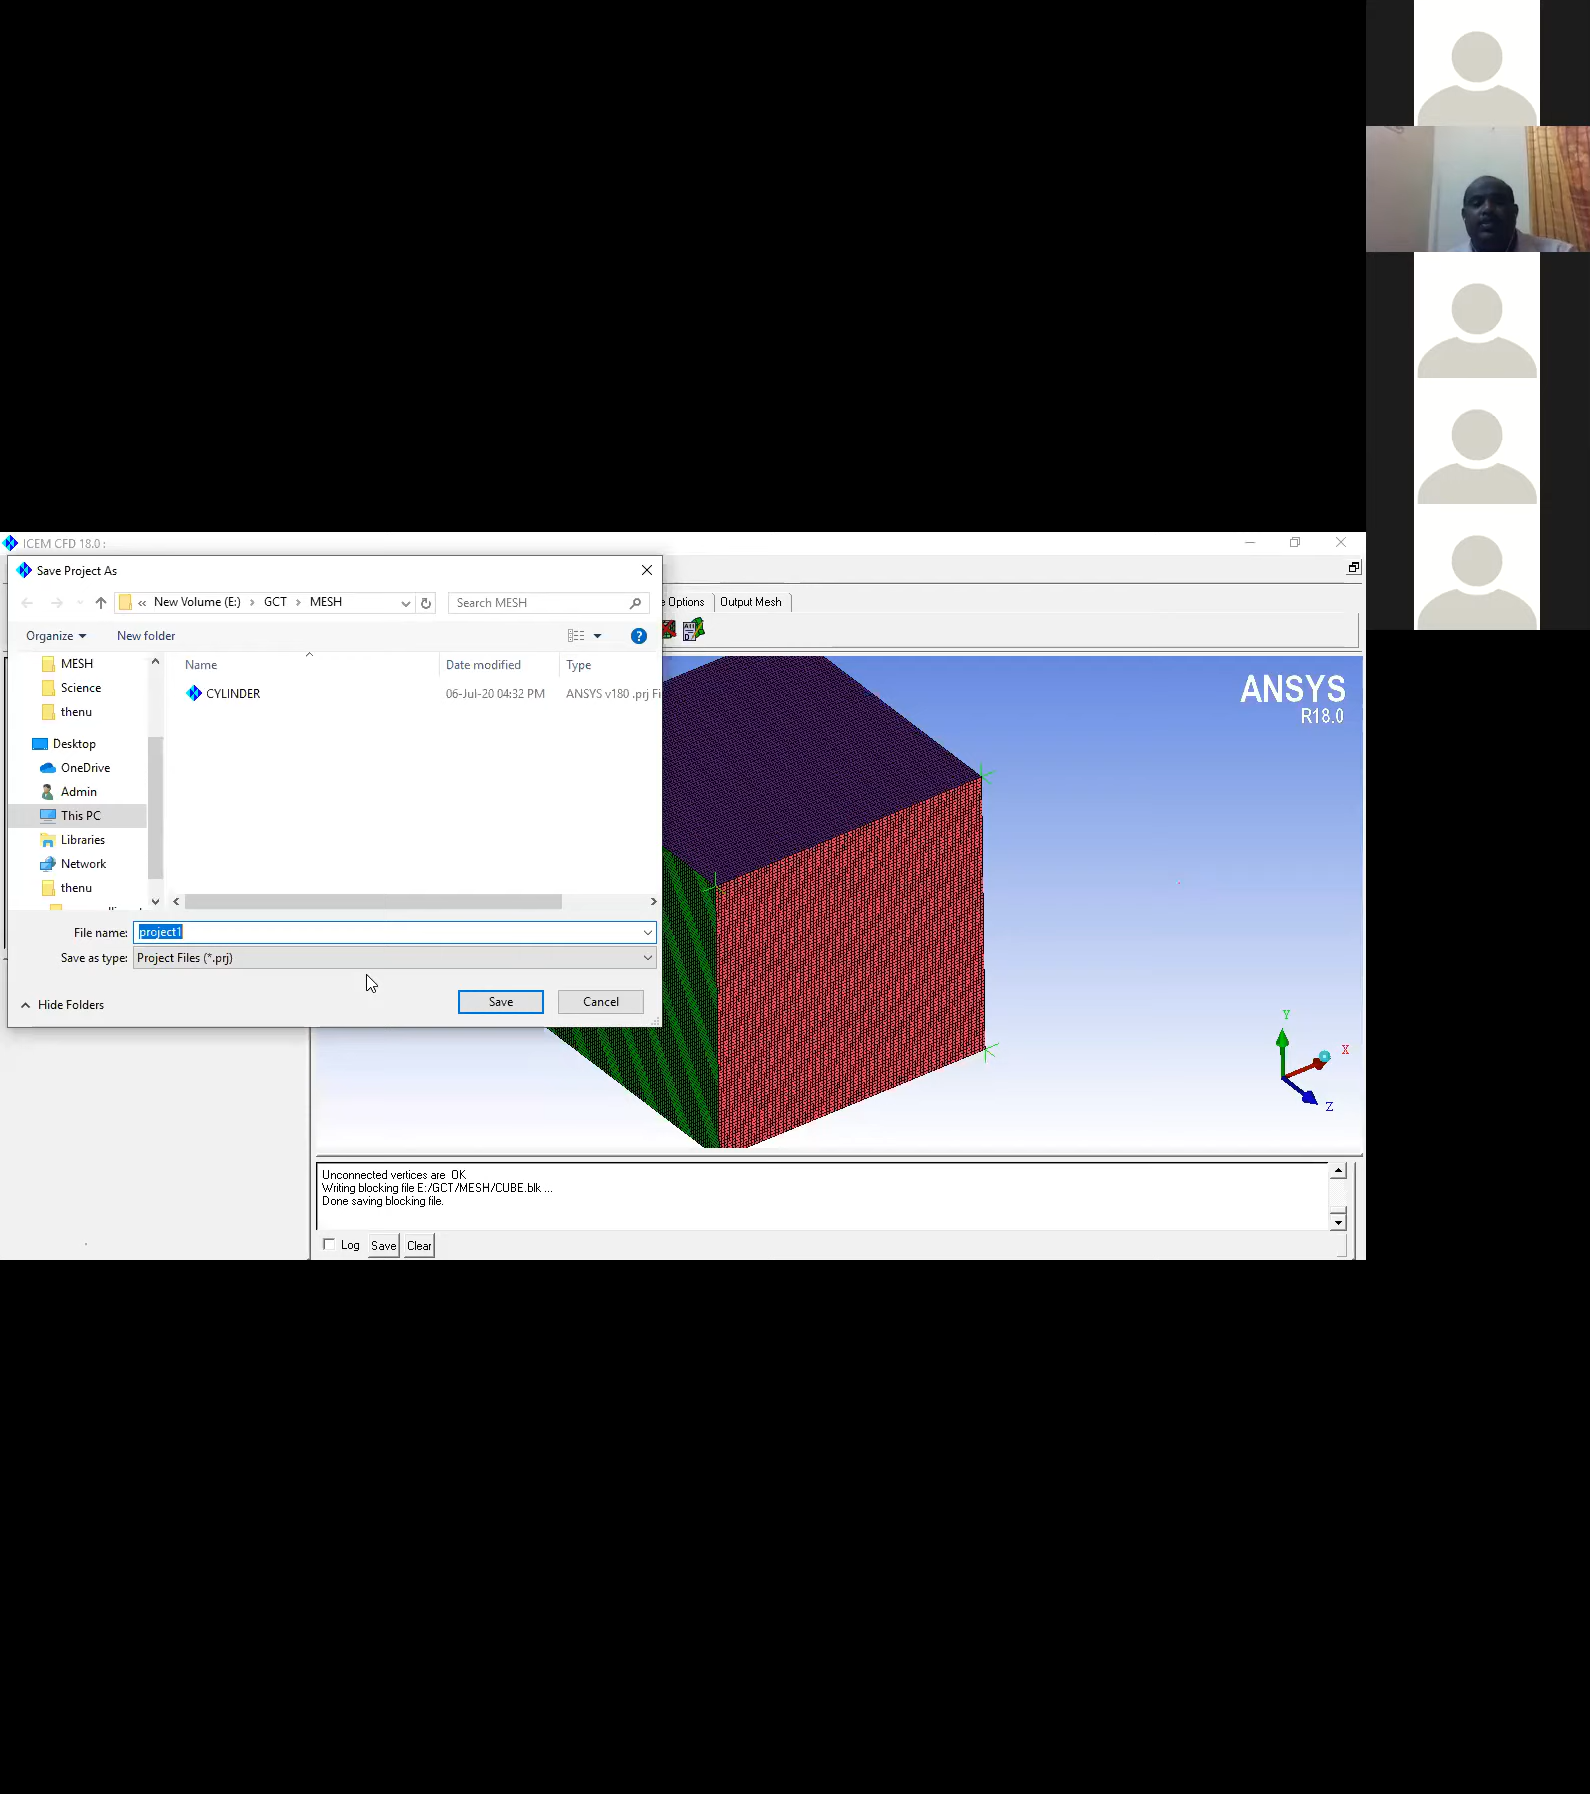 ICEM CFD 18.0 :
Save Project As
« New Volume (E:) > GCT > MESH
Search MESH
Options
Output Mesh
Organize
New folder
Name
Date modified
Type
MESH
Science
thenu
Desktop
OneDrive
Admin
This PC
Libraries
Network
thenu
CYLINDER
06-Jul-20 04:32 PM
ANSYS v180 .prj Fi
ANSYS
R18.0
File name: project1
Save as type: Project Files (*.prj)
Hide Folders
Save
Cancel
Y
X
Z
Unconnected vertices are OK
Writing blocking file E:/GCT/MESH/CUBE.blk ...
Done saving blocking file.
Log
Save
Clear